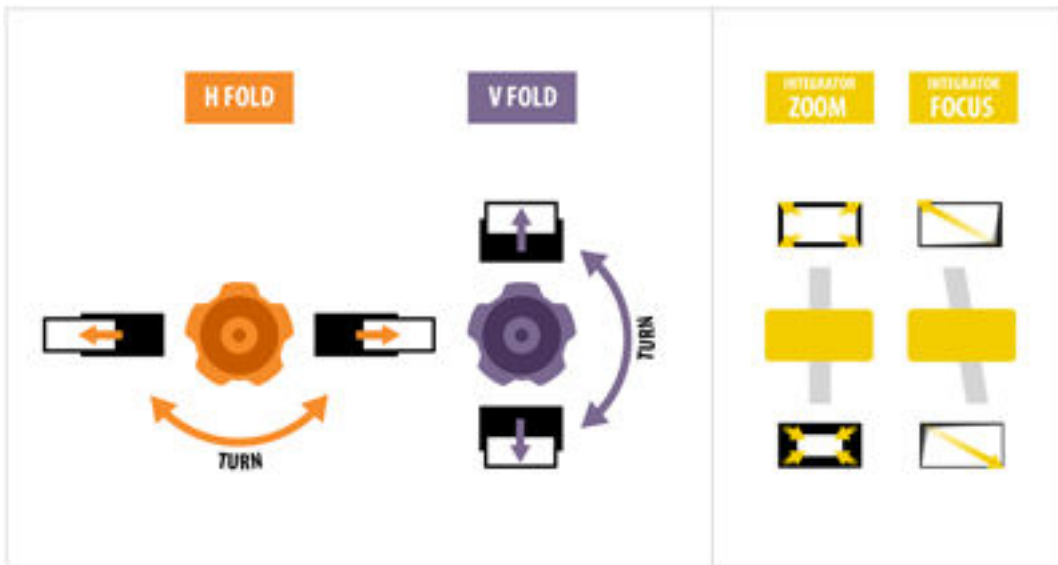 H FOLD
V FOLD
INTEGRATOR
ZOOM
INTEGRATOR
FOCUS
TURN
TURN